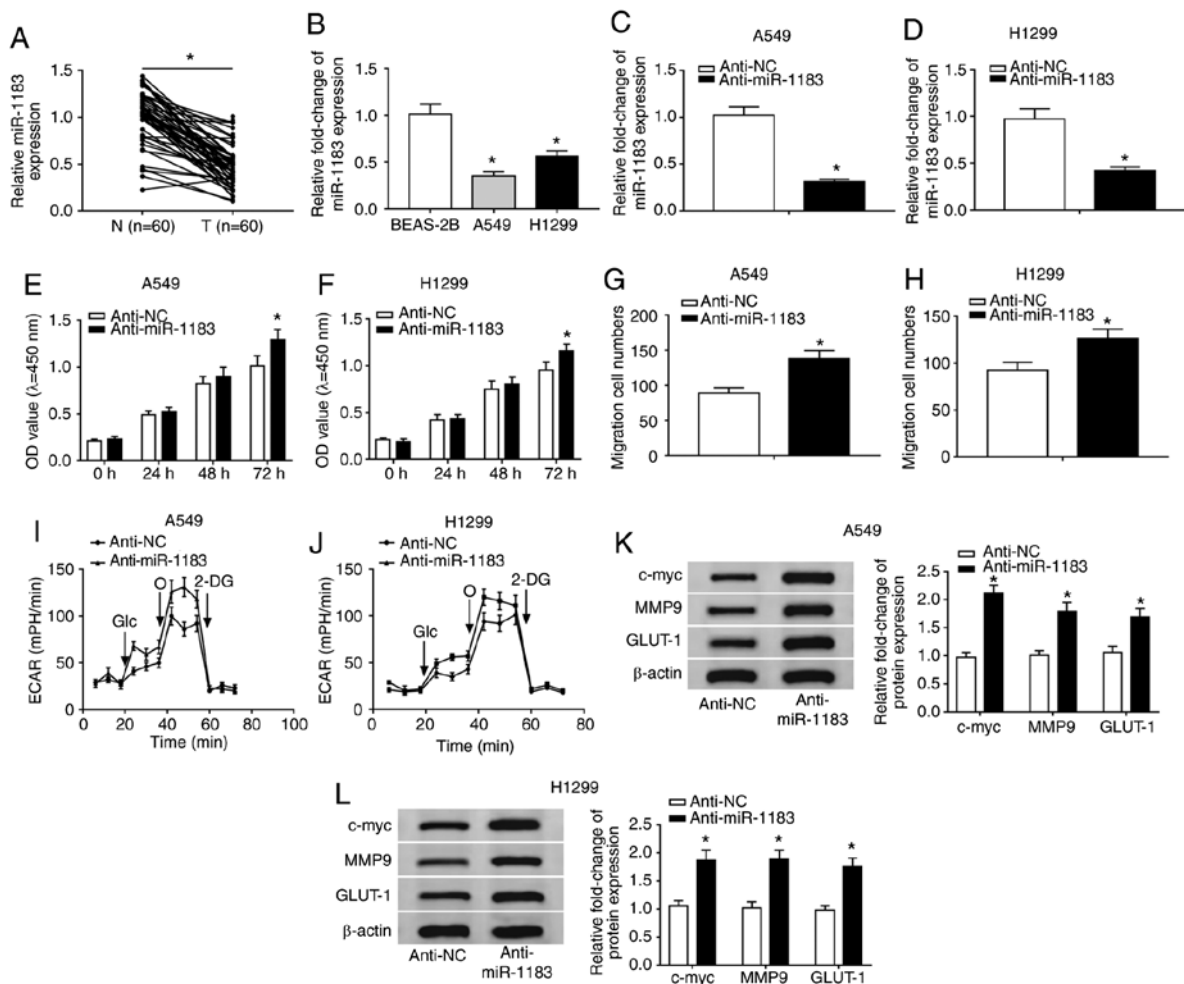 A
*
Relative miR-1183
expression
1.5
1.0
0.5
0.0
N (n=60) T (n=60)
B
Relative fold-change of
miR-1183 expression
1.5
1.0
0.5
0
*
*
BEAS-2B A549 H1299
C
A549
Anti-NC
Anti-miR-1183
Relative fold-change of
miR-1183 expression
1.5
1.0
0.5
0
*
D
H1299
Anti-NC
Anti-miR-1183
Relative fold-change of
miR-1183 expression
1.5
1.0
0.5
0.0
*
E
A549
Anti-NC
Anti-miR-1183
OD value (λ=450 nm)
1.5
1.0
0.5
0.0
*
0 h 24 h 48 h 72 h
F
H1299
Anti-NC
Anti-miR-1183
OD value (λ=450 nm)
1.5
1.0
0.5
0.0
*
0 h 24 h 48 h 72 h
G
A549
Anti-NC
Anti-miR-1183
Migration cell numbers
200
150
100
50
0
*
H
H1299
Anti-NC
Anti-miR-1183
Migration cell numbers
150
100
50
0
*
I
A549
Anti-NC
Anti-miR-1183
ECAR (mPH/min)
150
100
50
0
Glc
O
2-DG
0 20 40 60 80 100
Time (min)
J
H1299
Anti-NC
Anti-miR-1183
ECAR (mPH/min)
150
100
50
0
Glc
O
2-DG
0 20 40 60 80
Time (min)
K
A549
c-myc
MMP9
GLUT-1
β-actin
Anti-NC Anti-
miR-1183
Anti-NC
Anti-miR-1183
Relative fold-change of
protein expression
2.5
2.0
1.5
1.0
0.5
0
* * *
c-myc MMP9 GLUT-1
L
H1299
c-myc
MMP9
GLUT-1
β-actin
Anti-NC Anti-
miR-1183
Anti-NC
Anti-miR-1183
Relative fold-change of
protein expression
2.5
2.0
1.5
1.0
0.5
0.0
* * *
c-myc MMP9 GLUT-1